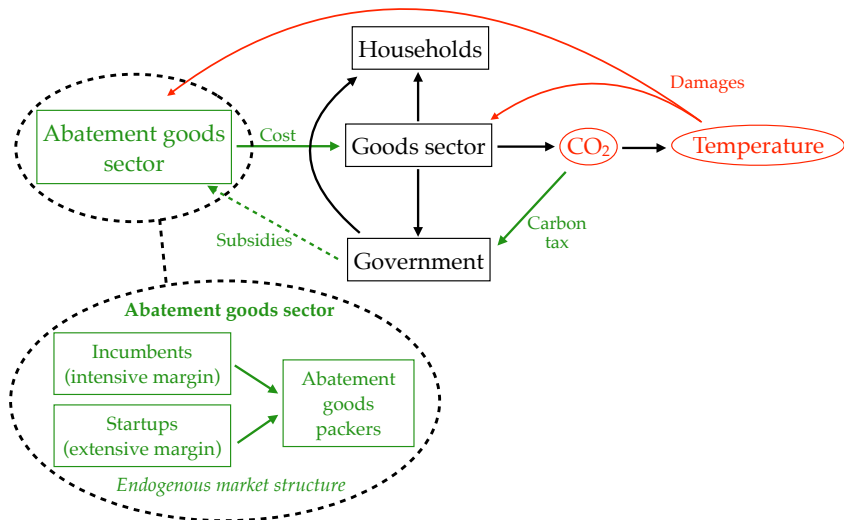 Households
Damages
Abatement goods
sector
Cost
Goods sector
CO₂
Temperature
Subsidies
Carbon
tax
Government
Abatement goods sector
Incumbents
(intensive margin)
Abatement
goods
packers
Startups
(extensive margin)
Endogenous market structure